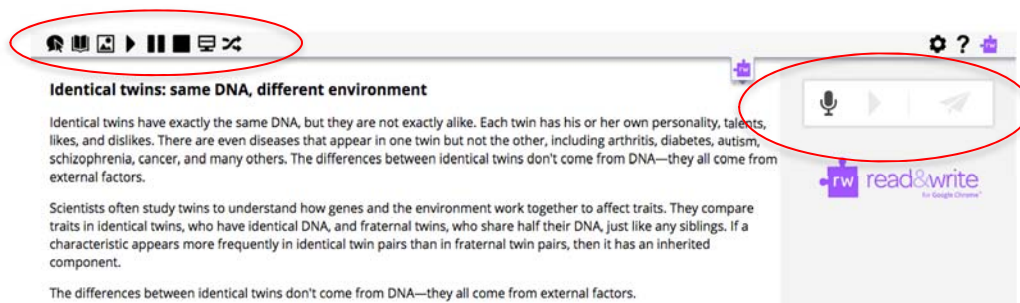 ?
rw
rw
Identical twins: same DNA, different environment
Identical twins have exactly the same DNA, but they are not exactly alike. Each twin has his or her own personality, talents,
likes, and dislikes. There are even diseases that appear in one twin but not the other, including arthritis, diabetes, autism,
schizophrenia, cancer, and many others. The differences between identical twins don't come from DNA—they all come from
external factors.
rw read&write
for Google Chrome™
Scientists often study twins to understand how genes and the environment work together to affect traits. They compare
traits in identical twins, who have identical DNA, and fraternal twins, who share half their DNA, just like any siblings. If a
characteristic appears more frequently in identical twin pairs than in fraternal twin pairs, then it has an inherited
component.
The differences between identical twins don't come from DNA—they all come from external factors.